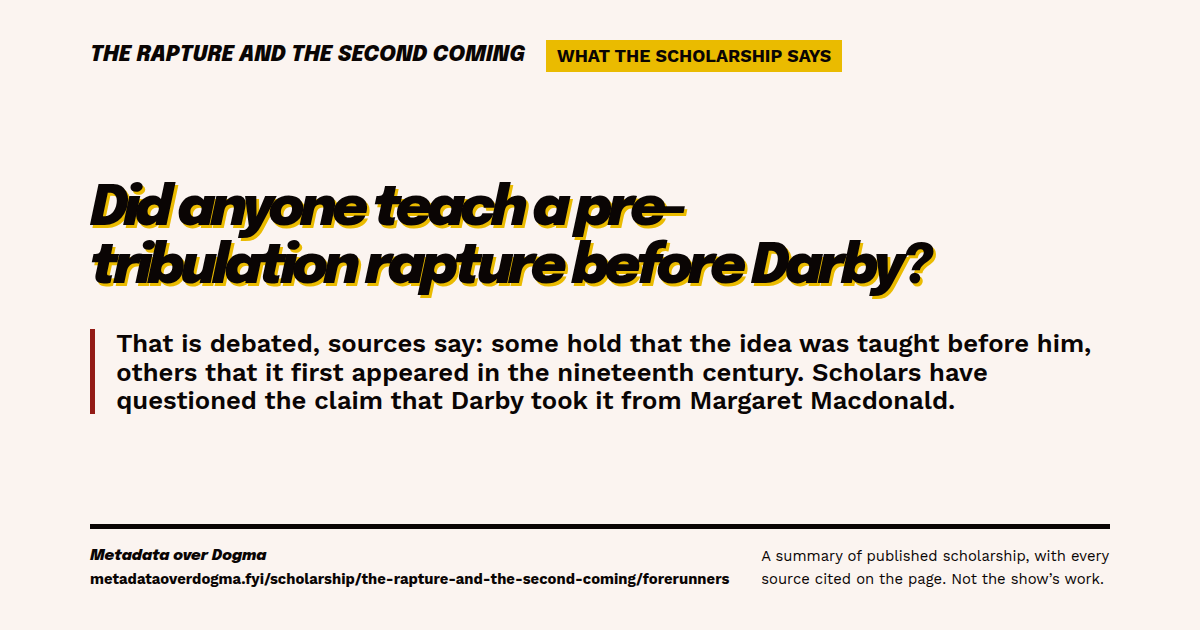 THE RAPTURE AND THE SECOND COMING
WHAT THE SCHOLARSHIP SAYS
Did anyone teach a pre-
tribulation rapture before Darby?
That is debated, sources say: some hold that the idea was taught before him,
others that it first appeared in the nineteenth century. Scholars have
questioned the claim that Darby took it from Margaret Macdonald.
Metadata over Dogma
metadataoverdogma.fyi/scholarship/the-rapture-and-the-second-coming/forerunners
A summary of published scholarship, with every
source cited on the page. Not the show’s work.